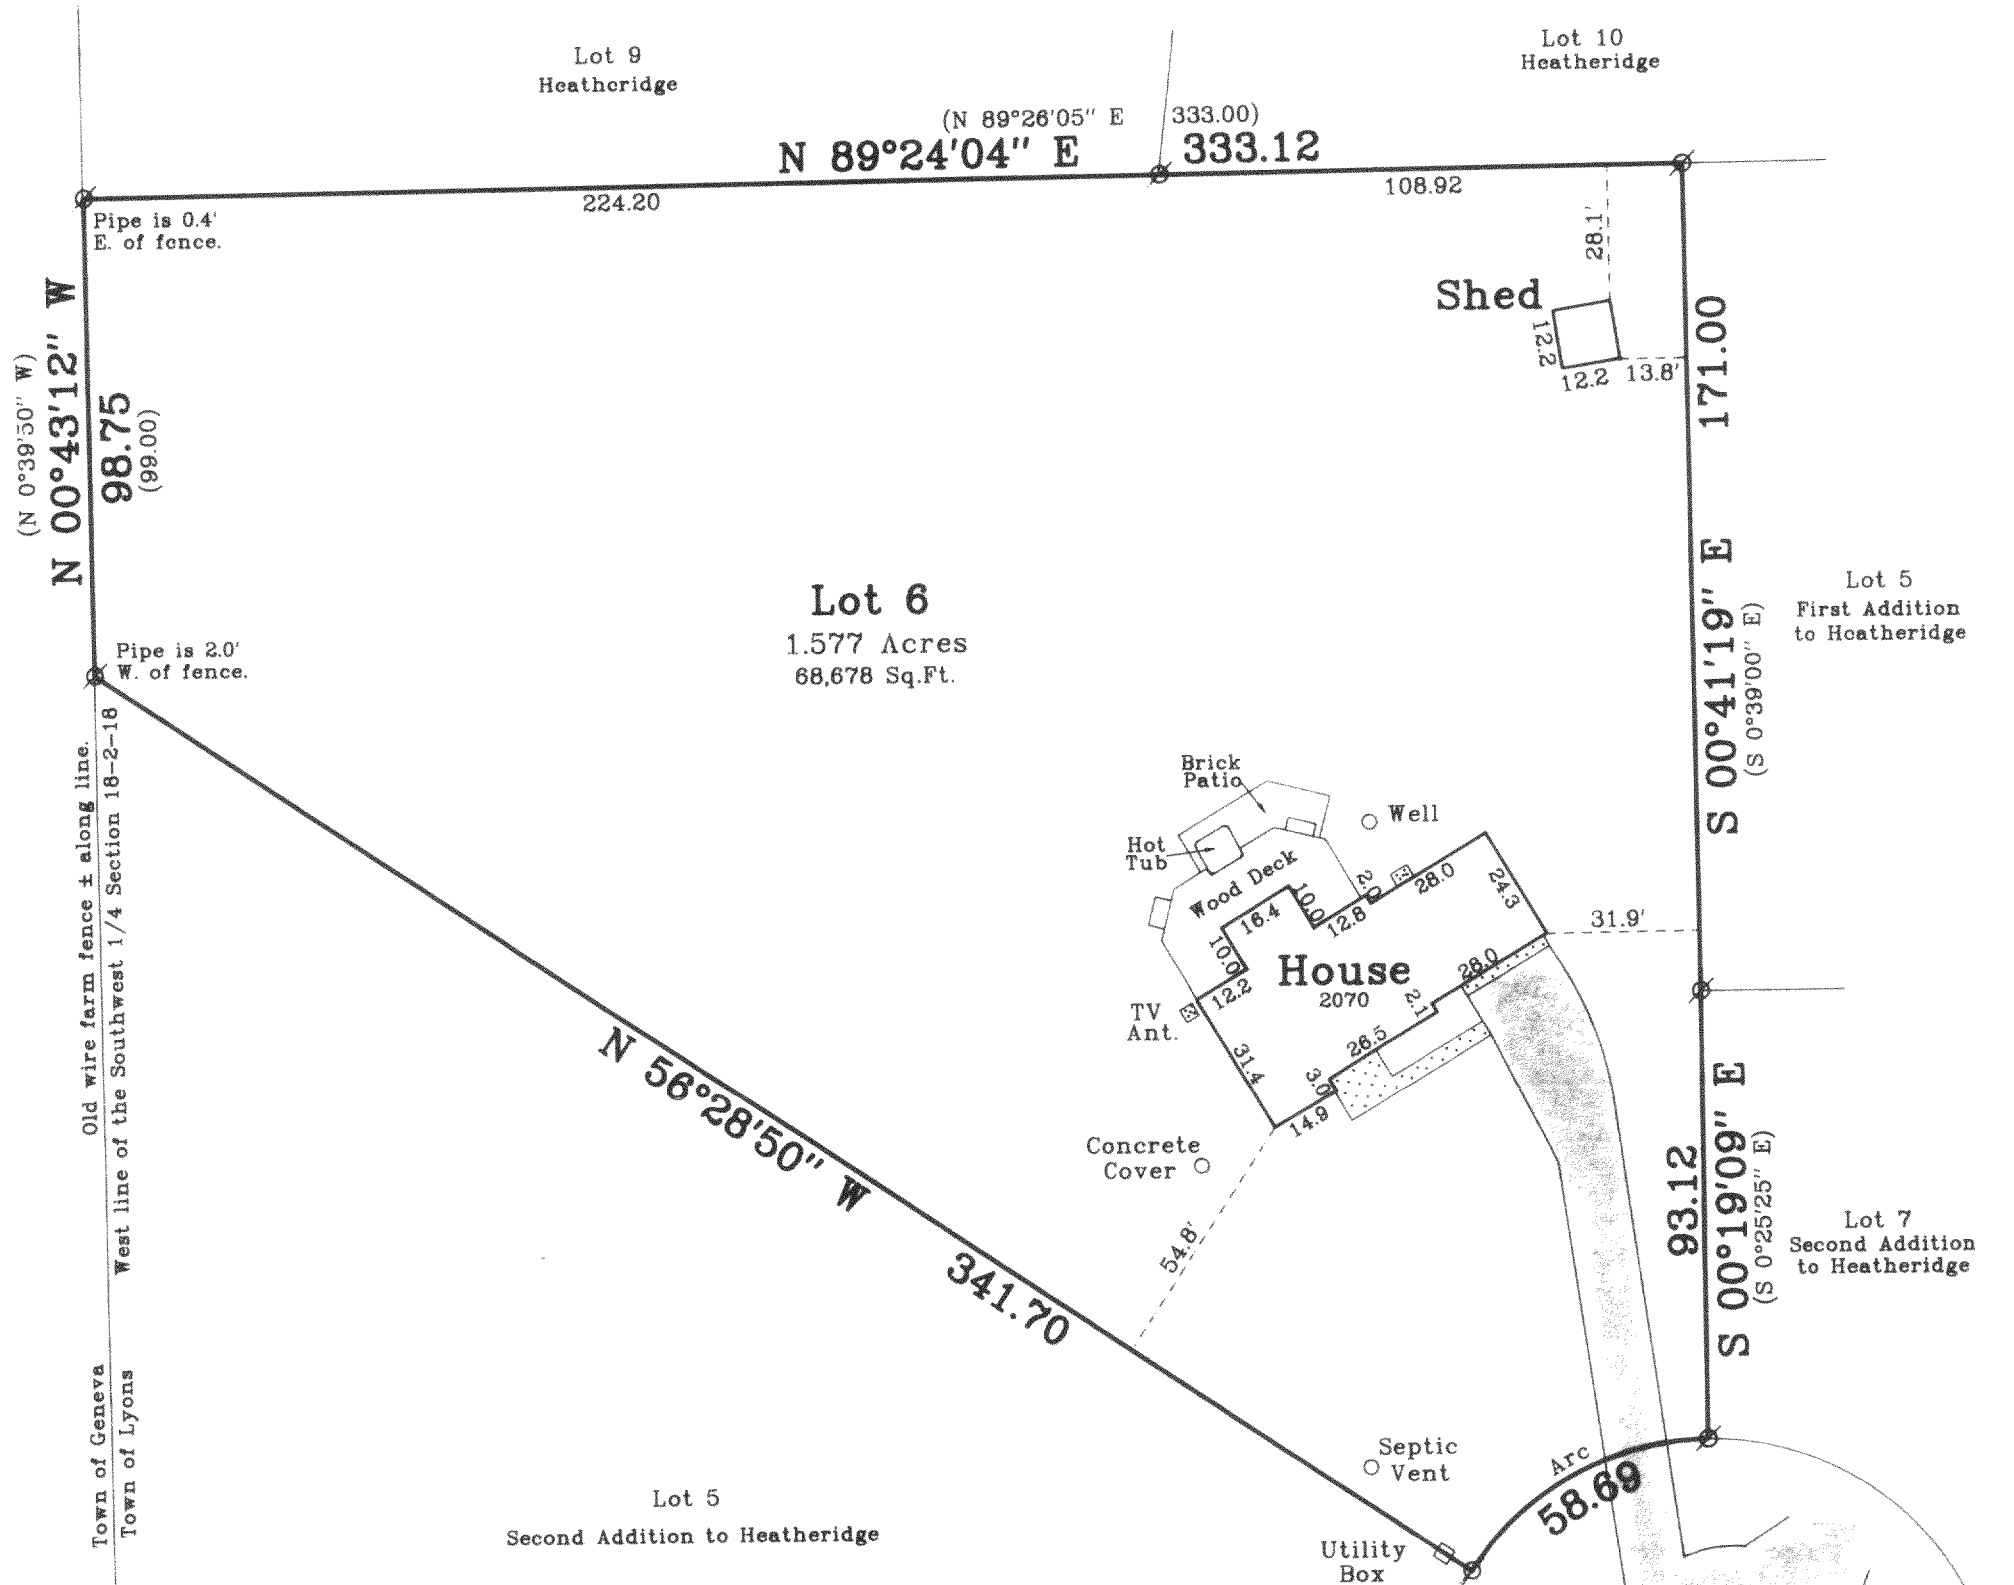 Lot 9
Heatheridge
Lot 10
Heatheridge
(N 89°26'05" E 333.00)
N 89°24'04" E 333.12
224.20
108.92
Pipe is 0.4'
E. of fence.
28.1'
Shed
12.2
12.2
13.8'
(N 0°39'50" W)
N 00°43'12" W
98.75
(99.00)
171.00
S 00°41'19" E
(S 0°39'00" E)
Lot 5
First Addition
to Heatheridge
Lot 6
1.577 Acres
68,678 Sq.Ft.
Pipe is 2.0'
W. of fence.
Old wire farm fence ± along line.
West line of the Southwest 1/4 Section 18-2-18
Brick
Patio
Well
Hot
Tub
Wood Deck
2.0
28.0
24.3
10.0
16.4
12.8
10.0
31.9'
House
2070
28.0
12.2
2.1
TV
Ant.
26.5
31.4
3.0
14.9
N 56°28'50" W
341.70
Concrete
Cover
54.8'
93.12
S 00°19'09" E
(S 0°25'25" E)
Lot 7
Second Addition
to Heatheridge
Town of Geneva
Town of Lyons
Septic
Vent
Arc
58.69
Lot 5
Second Addition to Heatheridge
Utility
Box